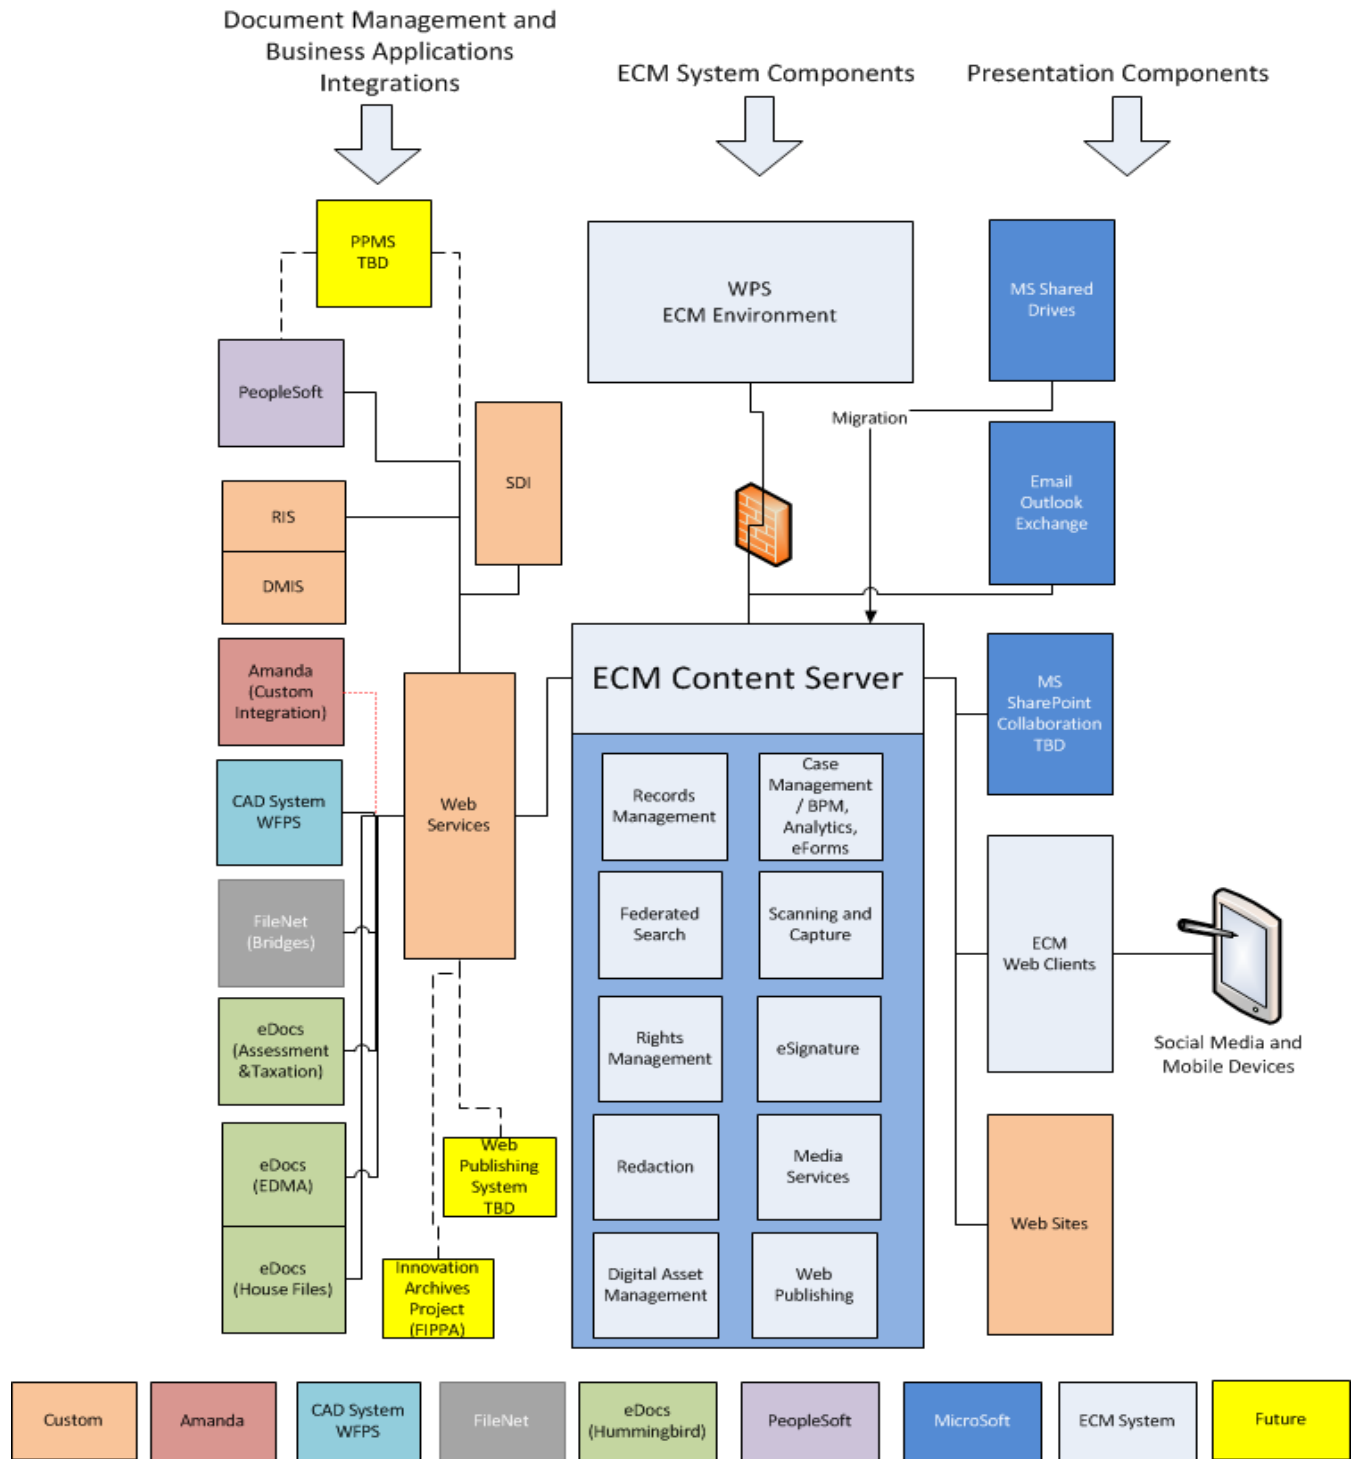 Document Management and
Business Applications
Integrations
ECM System Components
Presentation Components
PPMS
TBD
WPS
ECM Environment
MS Shared
Drives
PeopleSoft
Migration
SDI
Email
Outlook
Exchange
RIS
DMIS
Amanda
(Custom
Integration)
ECM Content Server
MS
SharePoint
Collaboration
TBD
CAD System
WFPS
Web
Services
Records
Management
Case
Management
/ BPM,
Analytics,
eForms
FileNet
(Bridges)
Federated
Search
Scanning and
Capture
ECM
Web Clients
eDocs
(Assessment
&Taxation)
Rights
Management
eSignature
Social Media and
Mobile Devices
eDocs
(EDMA)
Web
Publishing
System
TBD
Redaction
Media
Services
Web Sites
eDocs
(House Files)
Innovation
Archives
Project
(FIPPA)
Digital Asset
Management
Web
Publishing
Custom
Amanda
CAD System
WFPS
FileNet
eDocs
(Hummingbird)
PeopleSoft
MicroSoft
ECM System
Future